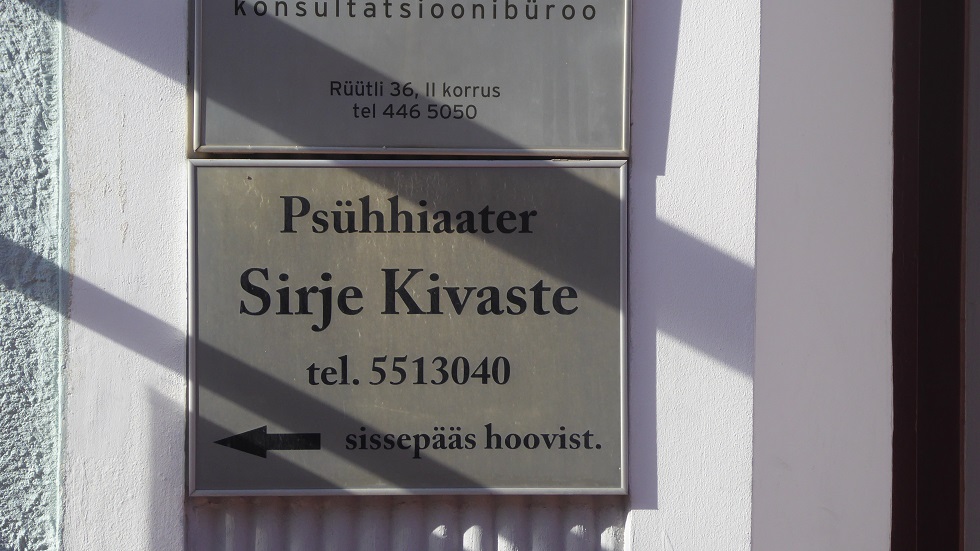 konsultatsioonibüroo
Rüütli 36, II korrus
tel 446 5050
Psühhiaater
Sirje Kivaste
tel. 5513040
sissepääs hoovist.